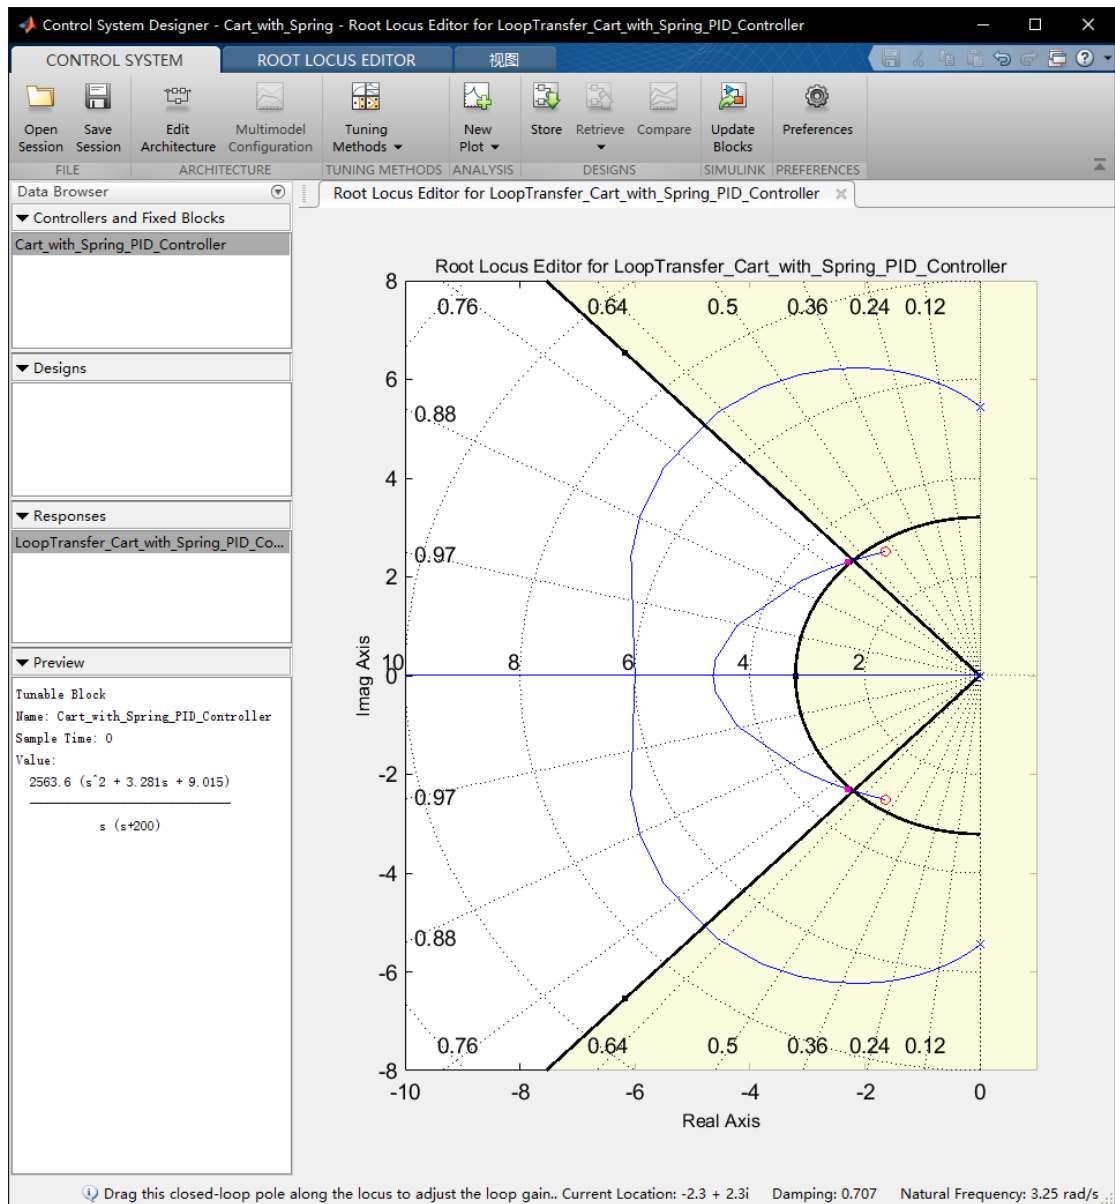 Control System Designer - Cart_with_Spring - Root Locus Editor for LoopTransfer_Cart_with_Spring_PID_Controller
CONTROL SYSTEM
ROOT LOCUS EDITOR
视图
Open Session
Save Session
Edit Architecture
Multimodel Configuration
Tuning Methods
New Plot
Store
Retrieve
Compare
Update Blocks
Preferences
FILE
ARCHITECTURE
TUNING METHODS
ANALYSIS
DESIGNS
SIMULINK
PREFERENCES
Data Browser
Root Locus Editor for LoopTransfer_Cart_with_Spring_PID_Controller
Controllers and Fixed Blocks
Cart_with_Spring_PID_Controller
Designs
Responses
LoopTransfer_Cart_with_Spring_PID_Co...
Preview
Tunable Block
Name: Cart_with_Spring_PID_Controller
Sample Time: 0
Value:
2563.6 (s^2 + 3.281s + 9.015)
s (s+200)
Root Locus Editor for LoopTransfer_Cart_with_Spring_PID_Controller
8
6
4
2
0
-2
-4
-6
-8
Imag Axis
0.76
0.64
0.5
0.36
0.24
0.12
0.88
0.97
10
8
6
4
2
0.97
0.88
0.76
0.64
0.5
0.36
0.24
0.12
-10
-8
-6
-4
-2
0
Real Axis
Drag this closed-loop pole along the locus to adjust the loop gain.. Current Location: -2.3 + 2.3i
Damping: 0.707
Natural Frequency: 3.25 rad/